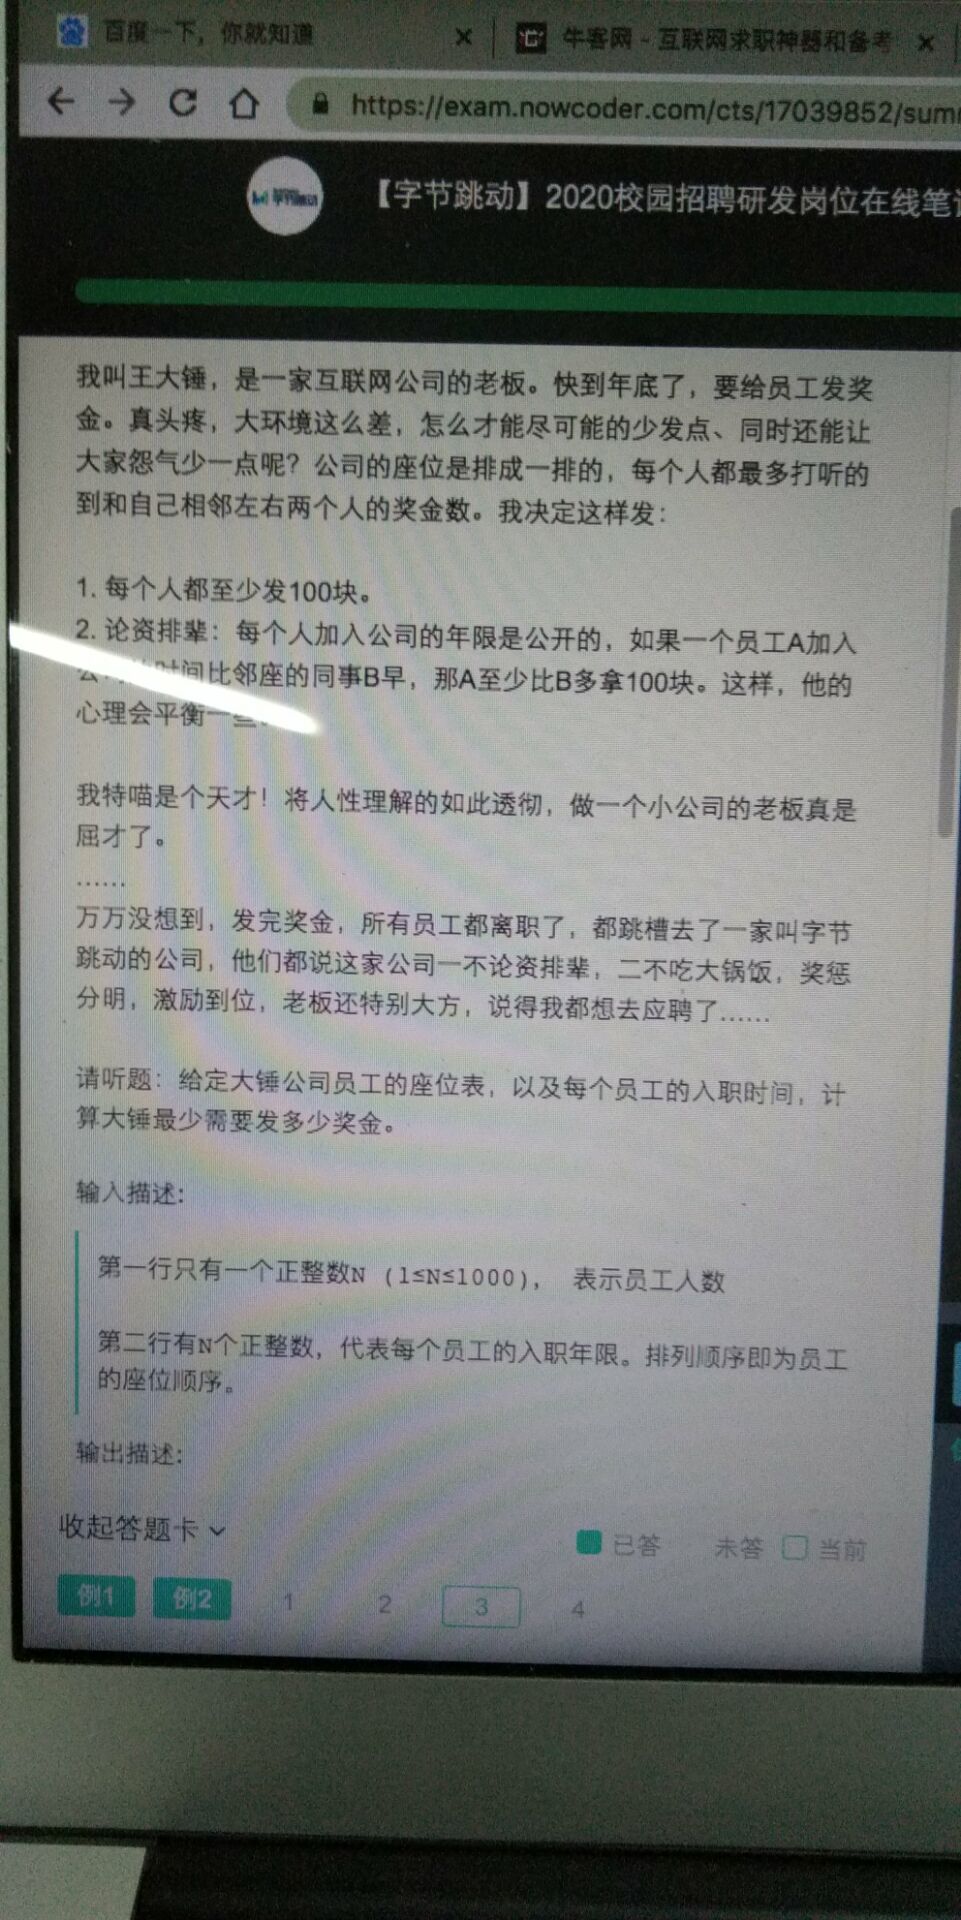 百度一下，你就知道
牛客网 - 互联网求职神器和备考
https://exam.nowcoder.com/cts/17039852/sum
【字节跳动】2020校园招聘研发岗位在线笔
我叫王大锤，是一家互联网公司的老板。快到年底了，要给员工发奖
金。真头疼，大环境这么差，怎么才能尽可能的少发点、同时还能让
大家怨气少一点呢？公司的座位是排成一排的，每个人都最多打听的
到和自己相邻左右两个人的奖金数。我决定这样发：
1. 每个人都至少发100块。
2. 论资排辈：每个人加入公司的年限是公开的，如果一个员工A加入
时间比邻座的同事B早，那A至少比B多拿100块。这样，他的
心理会平衡一些
我特喵是个天才！将人性理解的如此透彻，做一个小公司的老板真是
屈才了。
......
万万没想到，发完奖金，所有员工都离职了，都跳槽去了一家叫字节
跳动的公司，他们都说这家公司一不论资排辈，二不吃大锅饭，奖惩
分明，激励到位，老板还特别大方，说得我都想去应聘了......
请听题：给定大锤公司员工的座位表，以及每个员工的入职时间，计
算大锤最少需要发多少奖金。
输入描述:
第一行只有一个正整数N (1≤N≤1000)， 表示员工人数
第二行有N个正整数，代表每个员工的入职年限。排列顺序即为员工
的座位顺序。
输出描述:
收起答题卡
已答 未答 当前
例1 例2 1 2 3 4